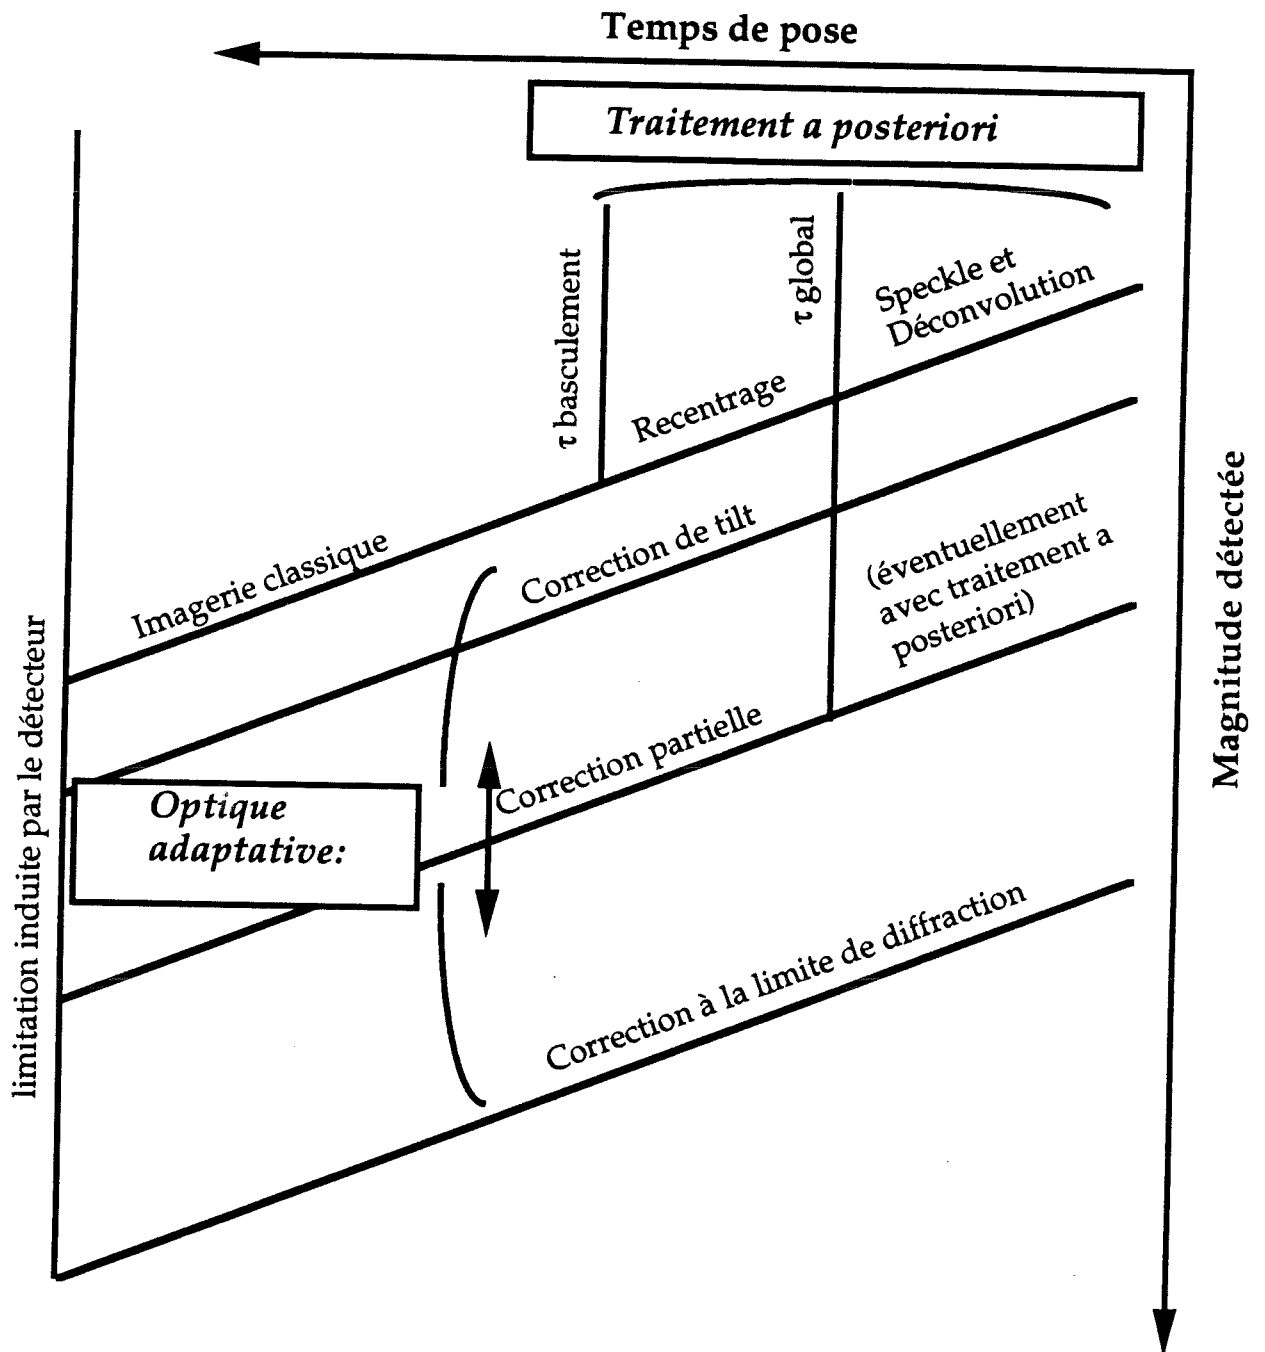 Temps de pose
Traitement a posteriori
τ basculement
τ global
Speckle et
Déconvolution
Recentrage
Imagerie classique
Correction de tilt
(éventuellement
avec traitement a
posteriori)
Magnitude détectée
limitation induite par le détecteur
Correction partielle
Optique
adaptative:
Correction à la limite de diffraction